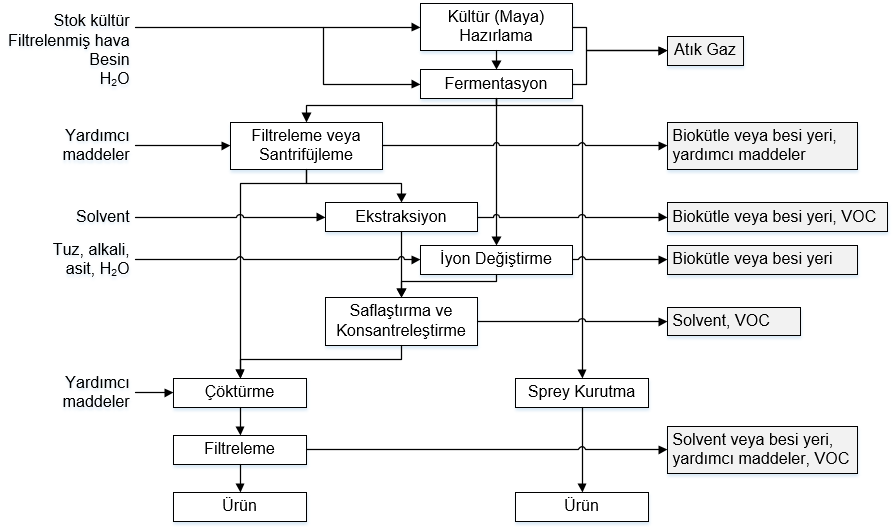 Stok kültür
Filtrelenmiş hava
Besin
H₂O
Kültür (Maya)
Hazırlama
Atık Gaz
Fermentasyon
Yardımcı
maddeler
Filtreleme veya
Santrifüjleme
Biokütle veya besi yeri,
yardımcı maddeler
Solvent
Ekstraksiyon
Biokütle veya besi yeri, VOC
Tuz, alkali,
asit, H₂O
İyon Değiştirme
Biokütle veya besi yeri
Saflaştırma ve
Konsantreleştirme
Solvent, VOC
Yardımcı
maddeler
Çöktürme
Sprey Kurutma
Filtreleme
Solvent veya besi yeri,
yardımcı maddeler, VOC
Ürün
Ürün